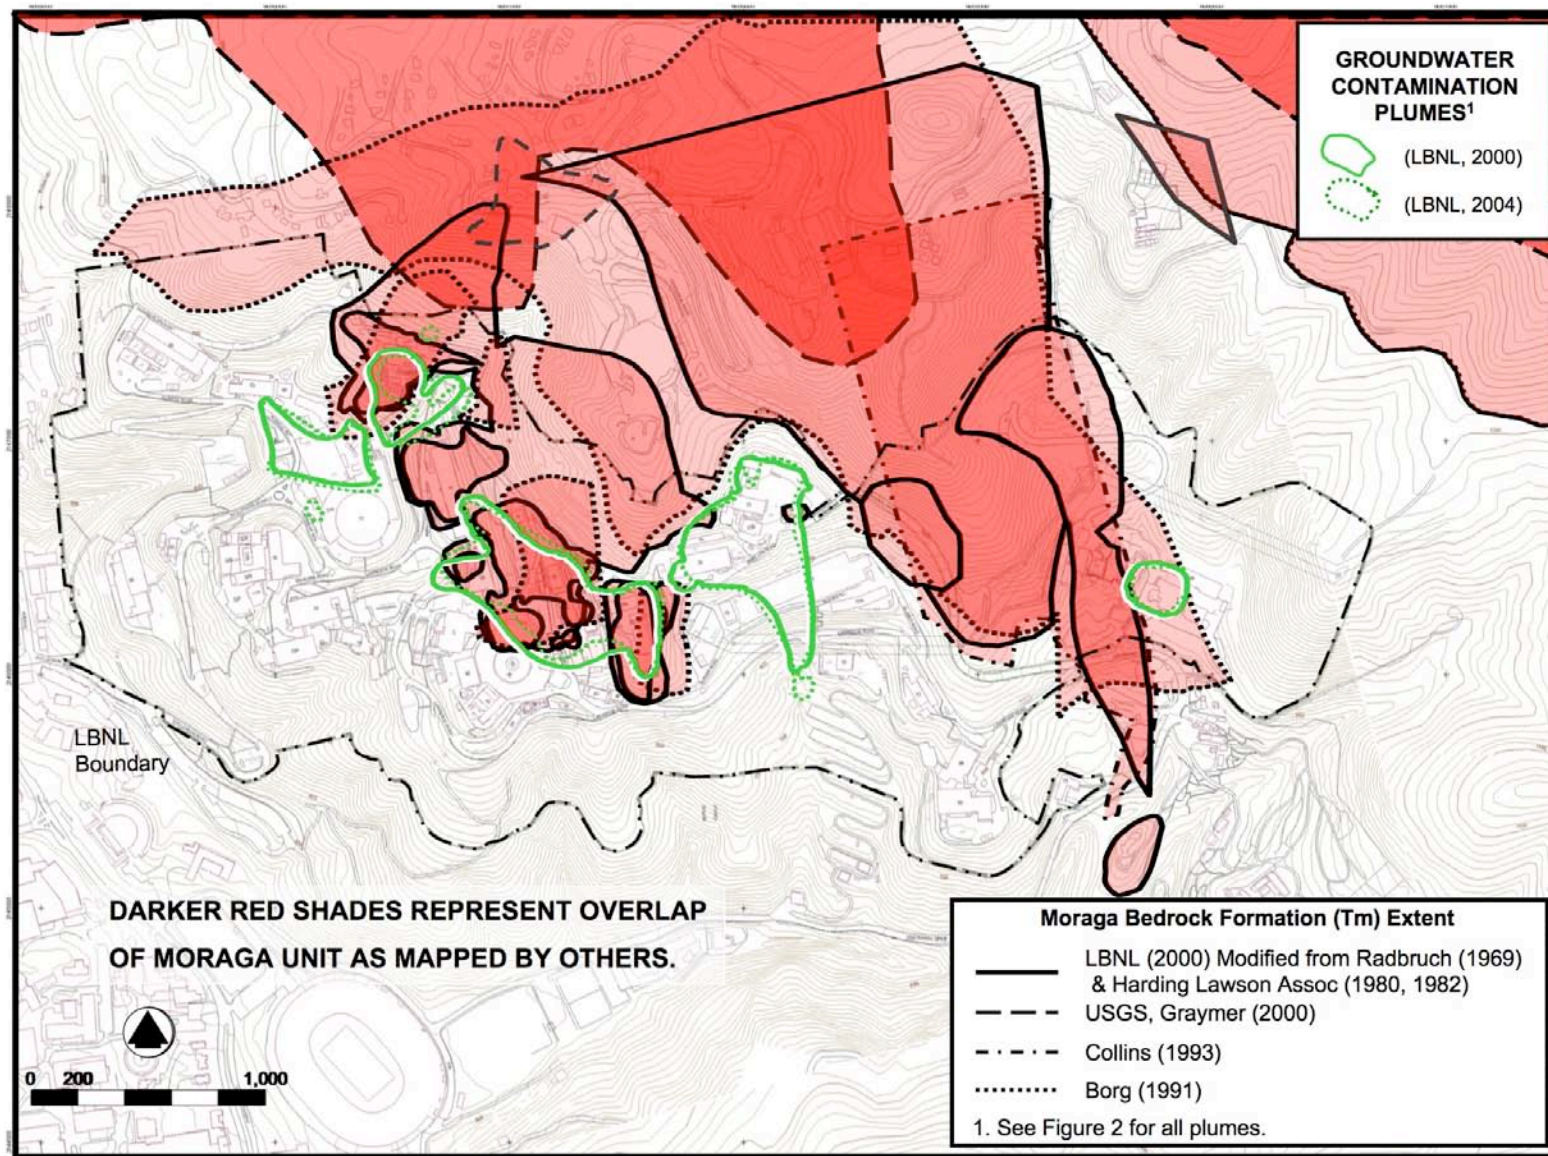 GROUNDWATER
CONTAMINATION
PLUMES1
(LBNL, 2000)
(LBNL, 2004)
LBNL
Boundary
DARKER RED SHADES REPRESENT OVERLAP
OF MORAGA UNIT AS MAPPED BY OTHERS.
0 200 1,000
Moraga Bedrock Formation (Tm) Extent
LBNL (2000) Modified from Radbruch (1969)
& Harding Lawson Assoc (1980, 1982)
USGS, Graymer (2000)
Collins (1993)
Borg (1991)
1. See Figure 2 for all plumes.